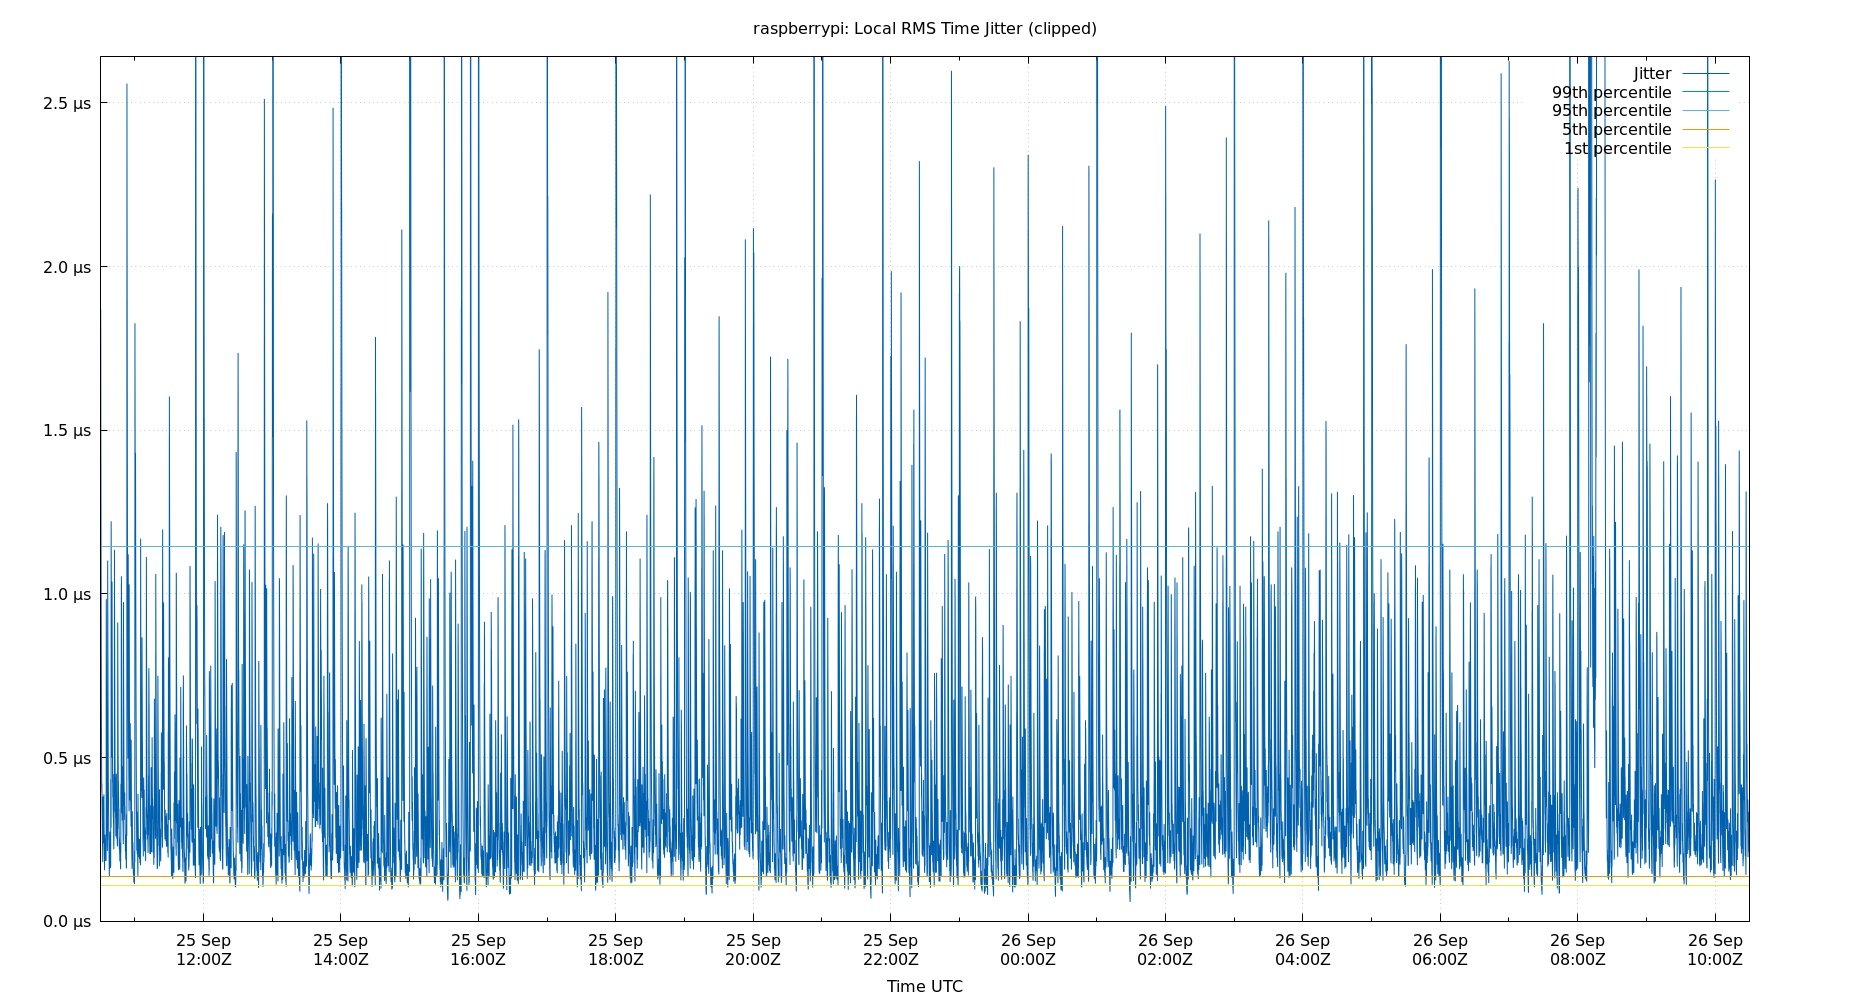 raspberrypi: Local RMS Time Jitter (clipped)
Jitter
99th percentile
95th percentile
5th percentile
1st percentile
2.5 µs
2.0 µs
1.5 µs
1.0 µs
0.5 µs
0.0 µs
25 Sep 25 Sep 25 Sep 25 Sep 25 Sep 25 Sep 26 Sep 26 Sep 26 Sep 26 Sep 26 Sep 26 Sep
12:00Z 14:00Z 16:00Z 18:00Z 20:00Z 22:00Z 00:00Z 02:00Z 04:00Z 06:00Z 08:00Z 10:00Z
Time UTC